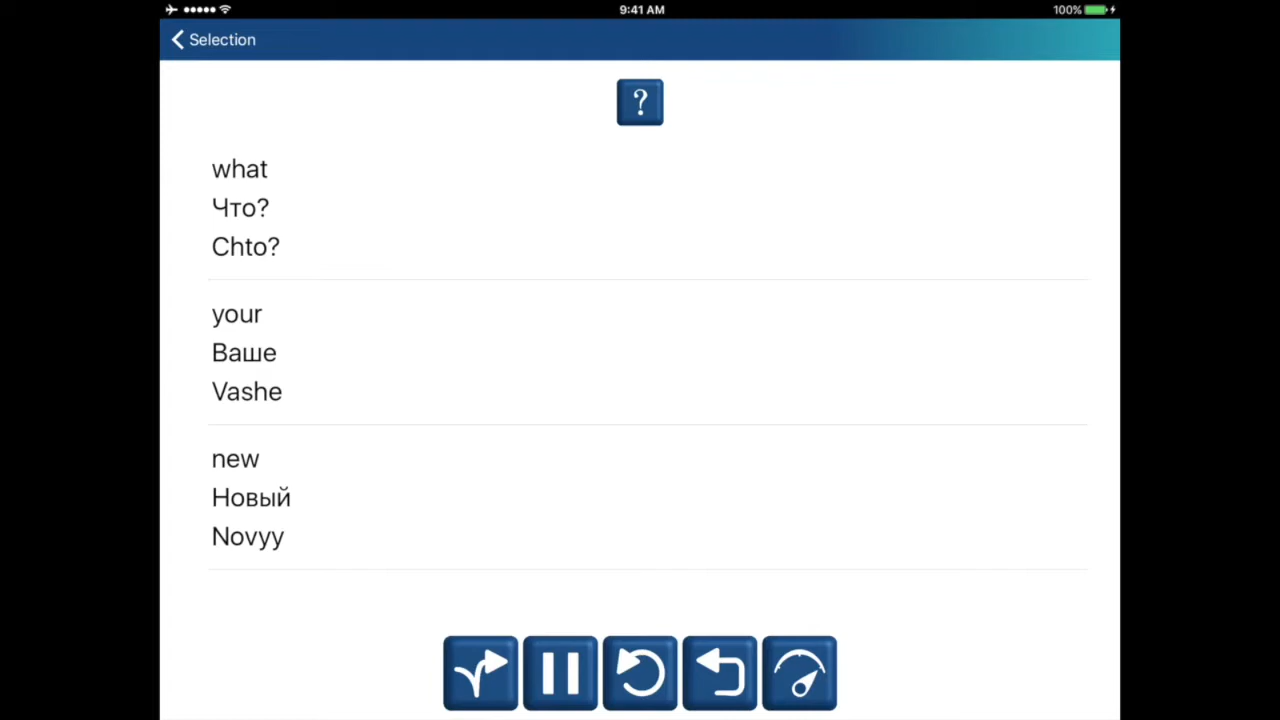 9:41 AM
100%
Selection
?
what
Что?
Chto?
your
Ваше
Vashe
new
Новый
Novyy